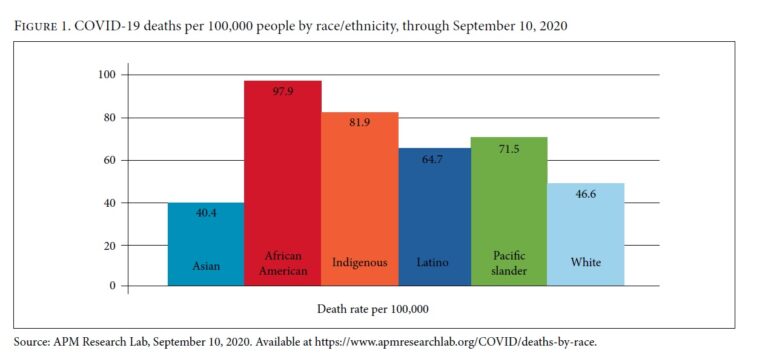 FIGURE 1. COVID-19 deaths per 100,000 people by race/ethnicity, through September 10, 2020
100
80
60
40
20
0
97.9
81.9
71.5
64.7
46.6
40.4
Asian
African
American
Indigenous
Latino
Pacific
slander
White
Death rate per 100,000
Source: APM Research Lab, September 10, 2020. Available at https://www.apmresearchlab.org/COVID/deaths-by-race.